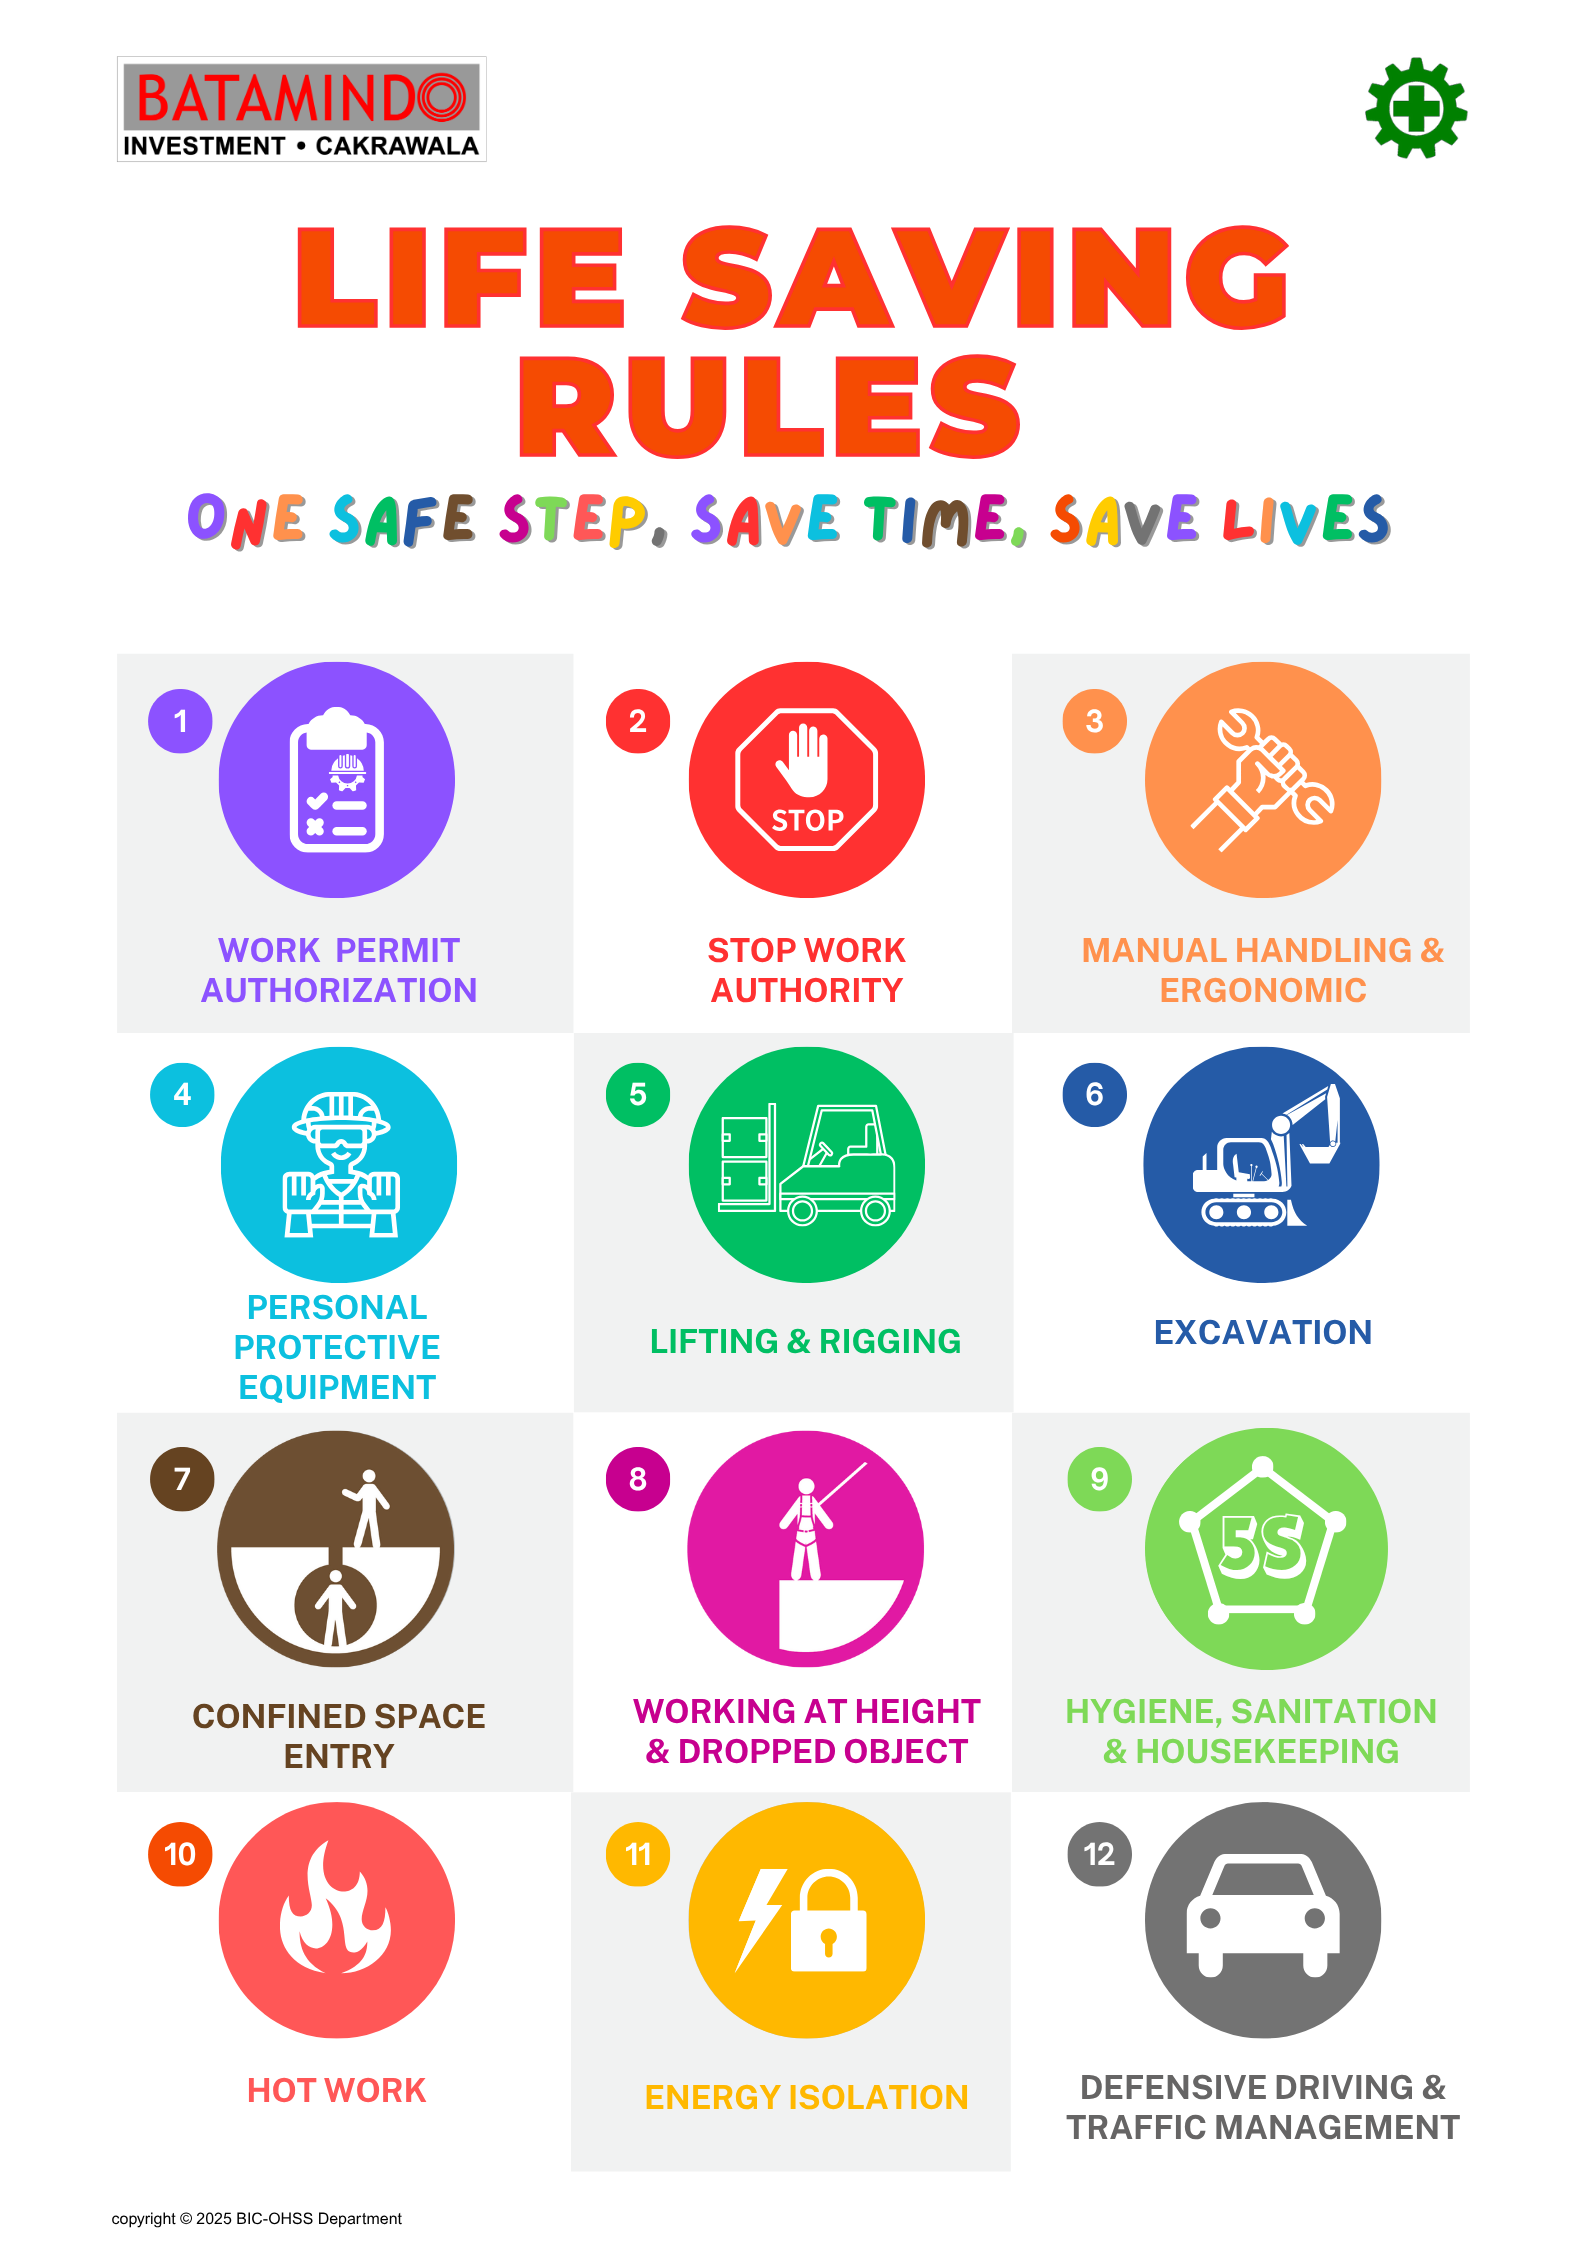 BATAMINDO
INVESTMENT • CAKRAWALA
LIFE SAVING
RULES
ONE SAFE STEP, SAVE TIME, SAVE LIVES
1
WORK PERMIT
AUTHORIZATION
2
STOP
STOP WORK
AUTHORITY
3
MANUAL HANDLING &
ERGONOMIC
4
PERSONAL
PROTECTIVE
EQUIPMENT
5
LIFTING & RIGGING
6
EXCAVATION
7
CONFINED SPACE
ENTRY
8
WORKING AT HEIGHT
& DROPPED OBJECT
9
5S
HYGIENE, SANITATION
& HOUSEKEEPING
10
HOT WORK
11
ENERGY ISOLATION
12
DEFENSIVE DRIVING &
TRAFFIC MANAGEMENT
copyright © 2025 BIC-OHSS Department